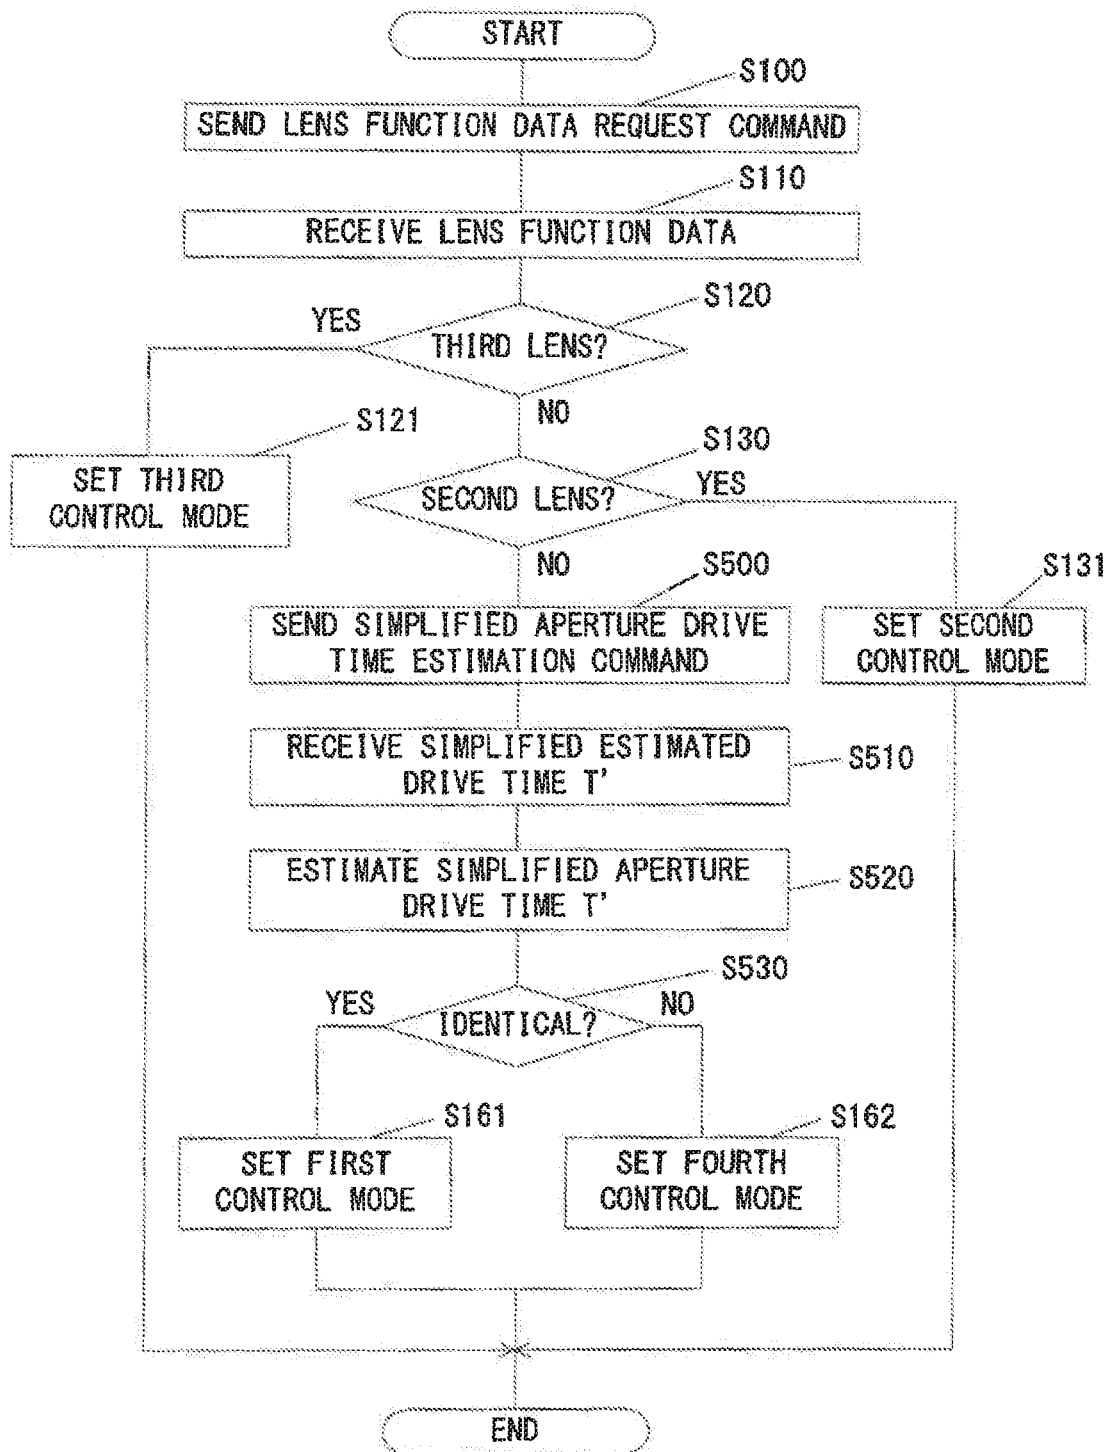 START
S100
SEND LENS FUNCTION DATA REQUEST COMMAND
S110
RECEIVE LENS FUNCTION DATA
S120
YES
THIRD LENS?
NO
S121
SET THIRD
CONTROL MODE
S130
SECOND LENS?
YES
NO
S500
SEND SIMPLIFIED APERTURE DRIVE
TIME ESTIMATION COMMAND
S131
SET SECOND
CONTROL MODE
RECEIVE SIMPLIFIED ESTIMATED
DRIVE TIME T'
S510
ESTIMATE SIMPLIFIED APERTURE
DRIVE TIME T'
S520
S530
YES
IDENTICAL?
NO
S161
SET FIRST
CONTROL MODE
S162
SET FOURTH
CONTROL MODE
END